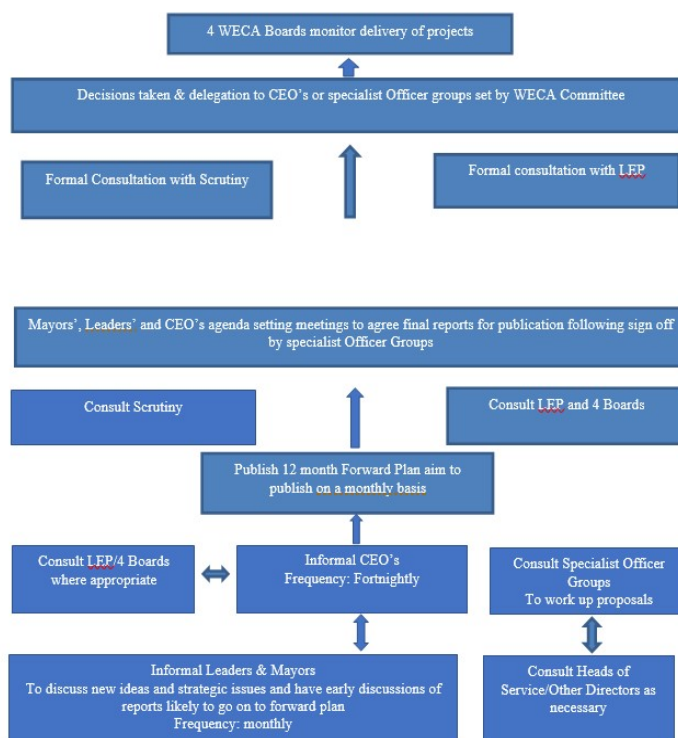 4 WECA Boards monitor delivery of projects
Decisions taken & delegation to CEO's or specialist Officer groups set by WECA Committee
Formal Consultation with Scrutiny
Formal consultation with LEP
Mayors', Leaders' and CEO's agenda setting meetings to agree final reports for publication following sign off
by specialist Officer Groups
Consult Scrutiny
Consult LEP and 4 Boards
Publish 12 month Forward Plan aim to
publish on a monthly basis
Consult LEP/4 Boards
where appropriate
Informal CEO's
Frequency: Fortnightly
Consult Specialist Officer
Groups
To work up proposals
Informal Leaders & Mayors
To discuss new ideas and strategic issues and have early discussions of
reports likely to go on to forward plan
Frequency: monthly
Consult Heads of
Service/Other Directors as
necessary